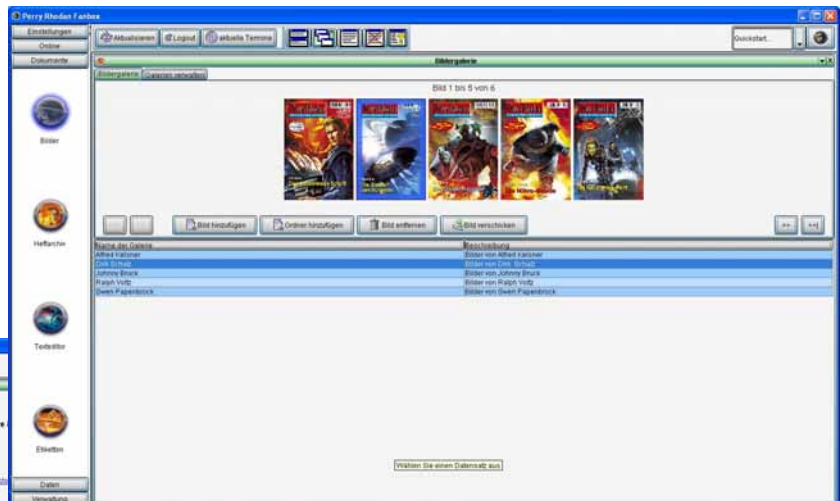 Perry Rhodan Fanbox
Einstellungen
Online
Dokumente
Aktualisieren
Logout
aktuelle Termine
Quickstart...
Bildergalerie
Bildergalerie
Galerien verwalten
Bild 1 bis 5 von 6
Bilder
Heftarchiv
Texteditor
Etiketten
Daten
Verwaltung
Bild hinzufügen
Ordner hinzufügen
Bild entfernen
Bild verschicken
>>
>>|
Name der Galerie
Beschreibung
Alfred Kelsner
Bilder von Alfred Kelsner
Dirk Schulz
Bilder von Dirk Schulz
Johnny Bruck
Bilder von Johnny Bruck
Ralph Voltz
Bilder von Ralph Voltz
Swen Papenbrock
Bilder von Swen Papenbrock
Wählen Sie einen Datensatz aus